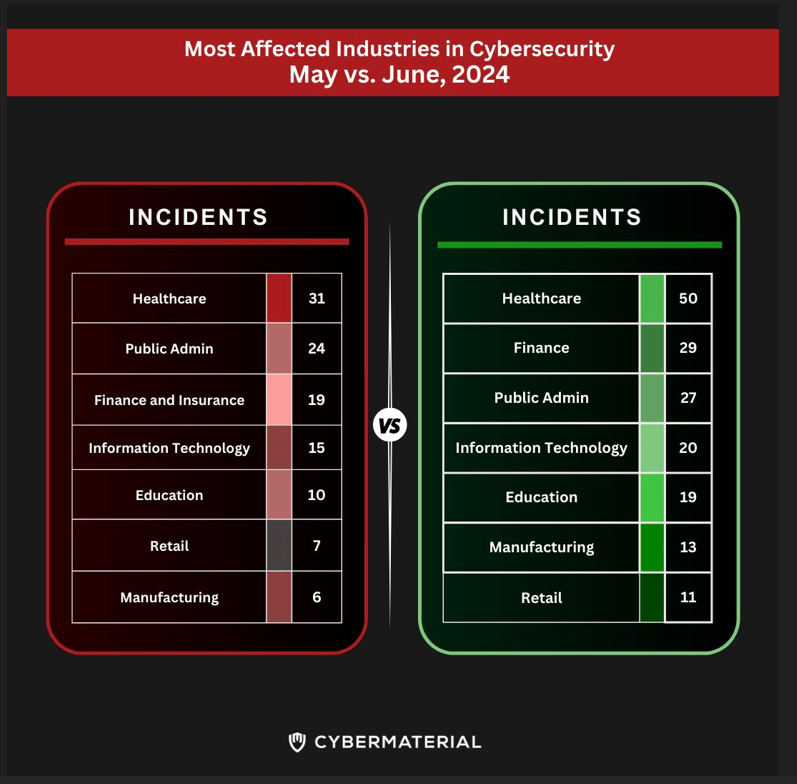 Most Affected Industries in Cybersecurity
May vs. June, 2024
INCIDENTS
Healthcare 31
Public Admin 24
Finance and Insurance 19
Information Technology 15
Education 10
Retail 7
Manufacturing 6
VS
INCIDENTS
Healthcare 50
Finance 29
Public Admin 27
Information Technology 20
Education 19
Manufacturing 13
Retail 11
CYBERMATERIAL